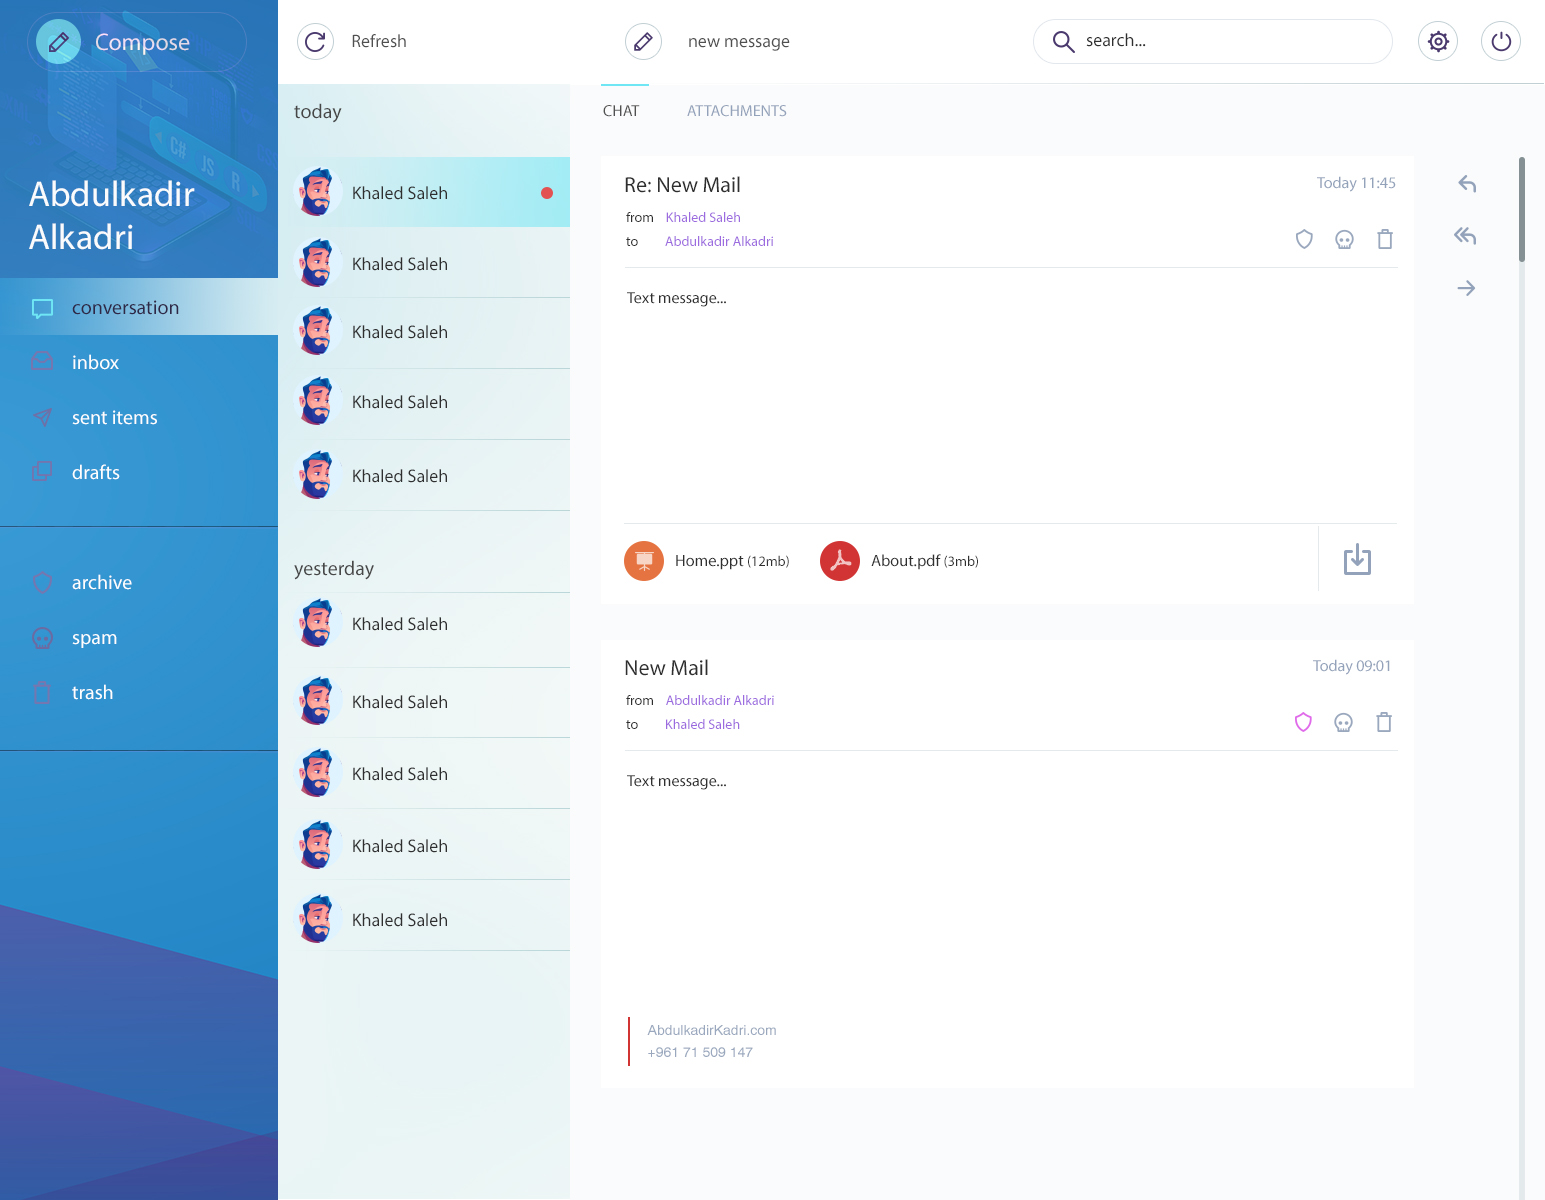 Compose
Refresh
new message
search...
C#
JS
R
Abdulkadir
Alkadri
conversation
inbox
sent items
drafts
archive
spam
trash
today
Khaled Saleh
Khaled Saleh
Khaled Saleh
Khaled Saleh
Khaled Saleh
yesterday
Khaled Saleh
Khaled Saleh
Khaled Saleh
Khaled Saleh
Khaled Saleh
CHAT
ATTACHMENTS
Re: New Mail
Today 11:45
from Khaled Saleh
to Abdulkadir Alkadri
Text message...
Home.ppt (12mb)
About.pdf (3mb)
New Mail
Today 09:01
from Abdulkadir Alkadri
to Khaled Saleh
Text message...
AbdulkadirKadri.com
+961 71 509 147